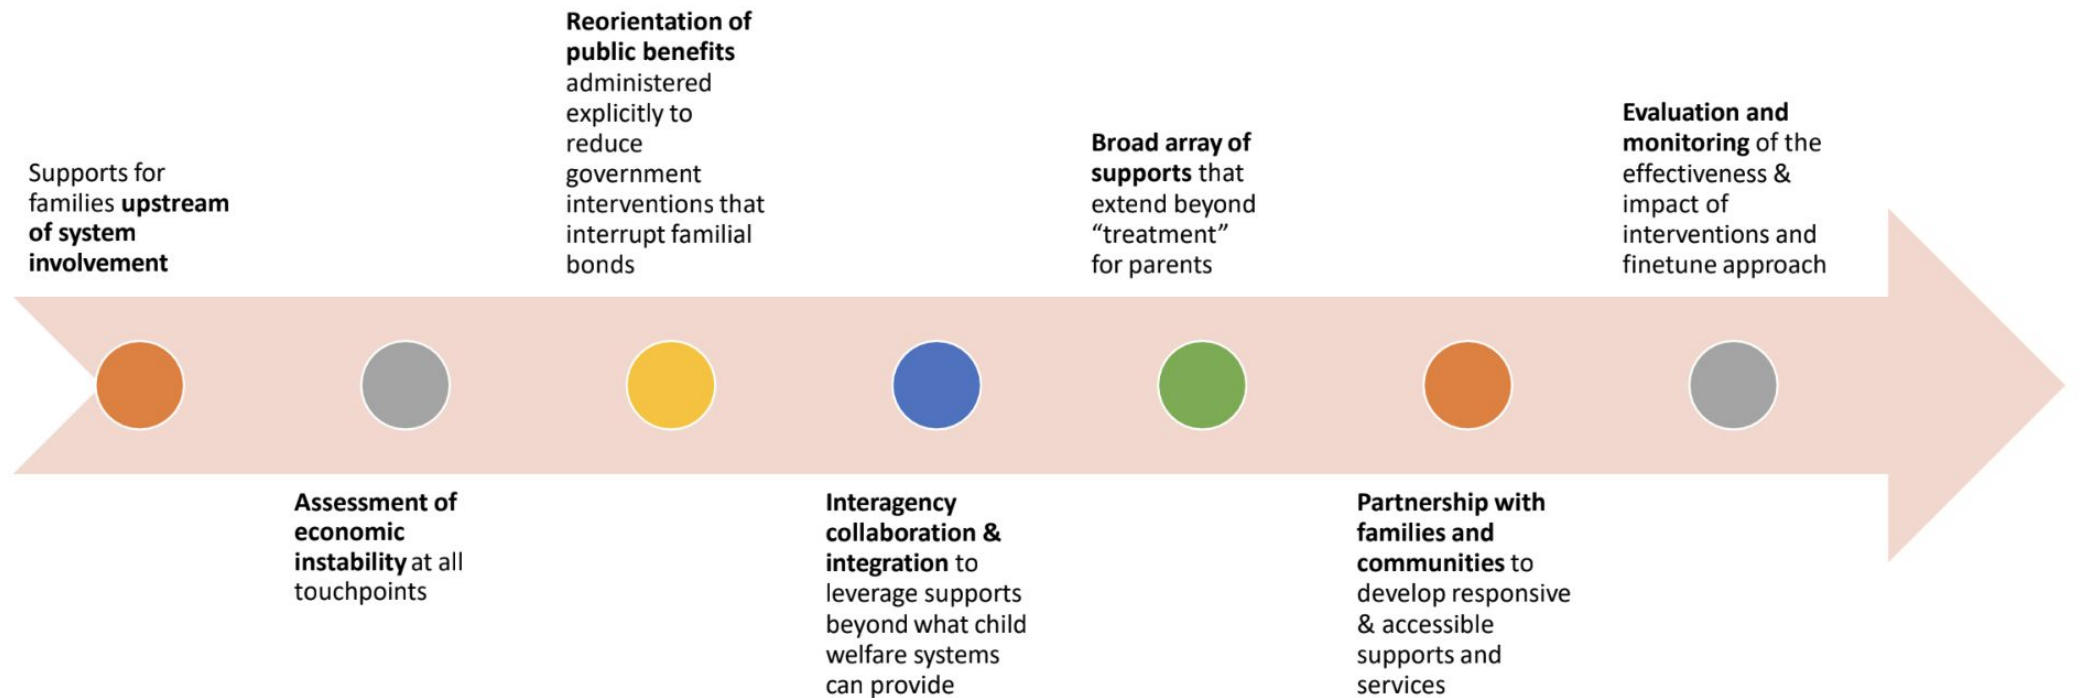 Supports for
families upstream
of system
involvement
Assessment of
economic
instability at all
touchpoints
Reorientation of
public benefits
administered
explicitly to
reduce
government
interventions that
interrupt familial
bonds
Interagency
collaboration &
integration to
leverage supports
beyond what child
welfare systems
can provide
Broad array of
supports that
extend beyond
“treatment”
for parents
Partnership with
families and
communities to
develop responsive
& accessible
supports and
services
Evaluation and
monitoring of the
effectiveness &
impact of
interventions and
finetune approach